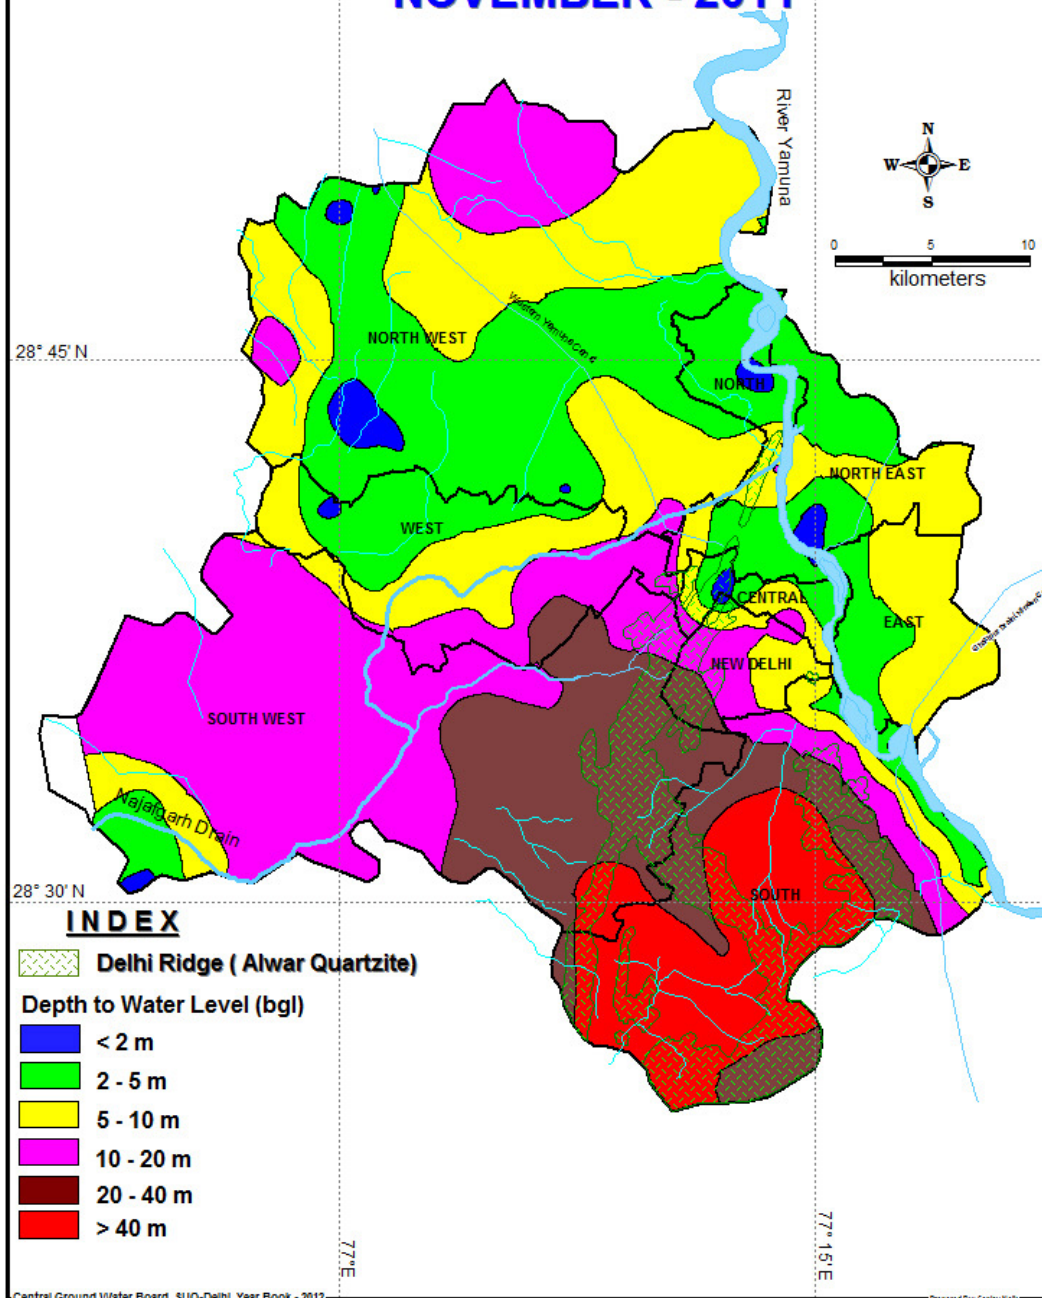 NOVEMBER - 2011
River Yamuna
N
W E
S
0 5 10
kilometers
NORTH WEST
28° 45' N
NORTH
NORTH EAST
WEST
CENTRAL
EAST
NEW DELHI
SOUTH WEST
Najafgarh Drain
28° 30' N
SOUTH
INDEX
Delhi Ridge ( Alwar Quartzite)
Depth to Water Level (bgl)
< 2 m
2 - 5 m
5 - 10 m
10 - 20 m
20 - 40 m
> 40 m
77°E
77° 15' E
Central Ground Water Board, SUO-Delhi, Year Book - 2012